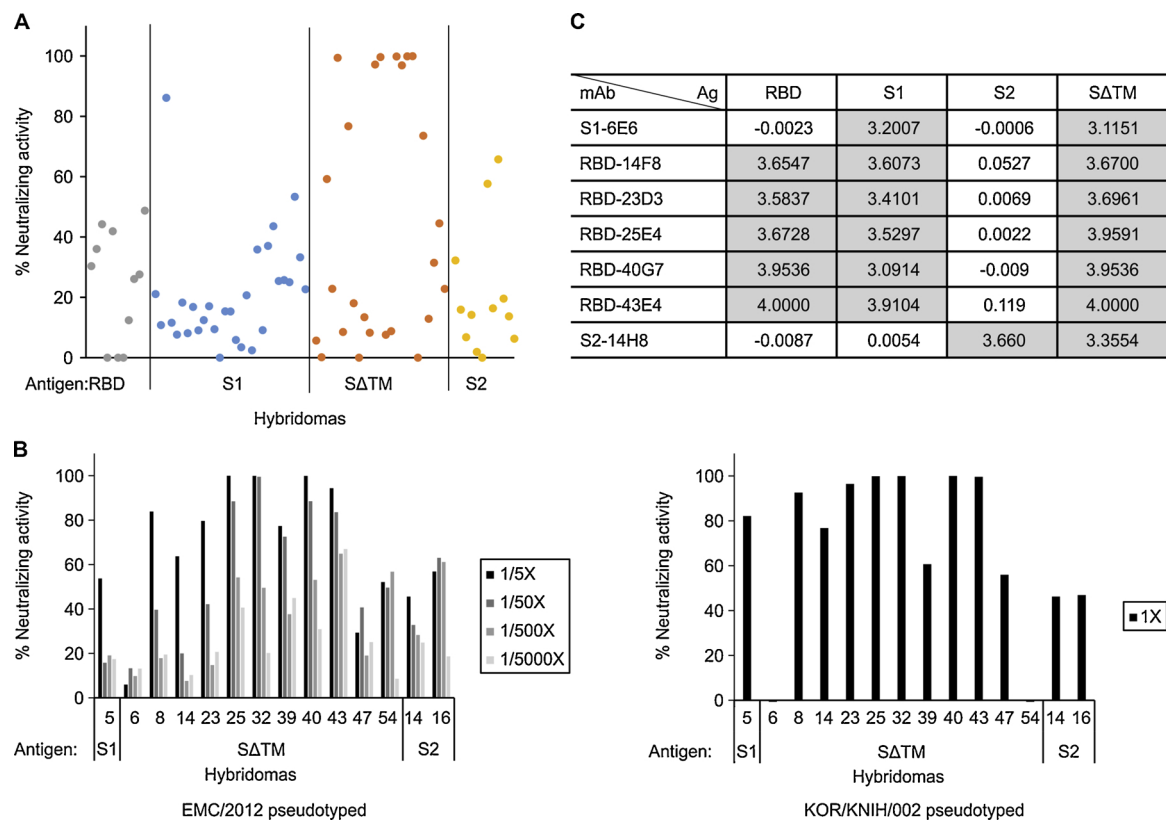 A
% Neutralizing activity
100
80
60
40
20
0
Antigen:RBD S1 SΔTM S2
Hybridomas
C
mAb Ag RBD S1 S2 SΔTM
S1-6E6 -0.0023 3.2007 -0.0006 3.1151
RBD-14F8 3.6547 3.6073 0.0527 3.6700
RBD-23D3 3.5837 3.4101 0.0069 3.6961
RBD-25E4 3.6728 3.5297 0.0022 3.9591
RBD-40G7 3.9536 3.0914 -0.009 3.9536
RBD-43E4 4.0000 3.9104 0.119 4.0000
S2-14H8 -0.0087 0.0054 3.660 3.3554
B
% Neutralizing activity
100
80
60
40
20
0
5 6 8 14 23 25 32 39 40 43 47 54 14 16
Antigen: S1 SΔTM S2
Hybridomas
EMC/2012 pseudotyped
1/5X
1/50X
1/500X
1/5000X
% Neutralizing activity
100
80
60
40
20
0
5 6 8 14 23 25 32 39 40 43 47 54 14 16
Antigen: S1 SΔTM S2
Hybridomas
KOR/KNIH/002 pseudotyped
1X